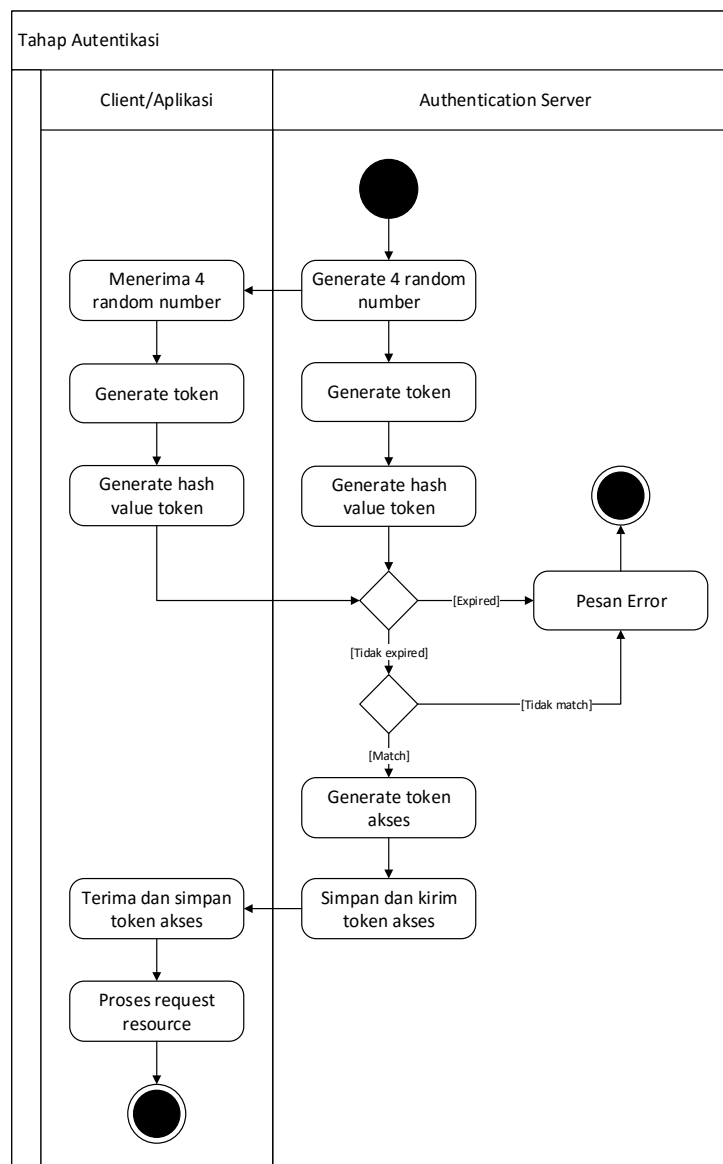 Tahap Autentikasi
Client/Aplikasi
Authentication Server
Menerima 4
random number
Generate 4 random
number
Generate token
Generate token
Generate hash
value token
Generate hash
value token
[Expired]
Pesan Error
[Tidak expired]
[Tidak match]
[Match]
Generate token
akses
Terima dan simpan
token akses
Simpan dan kirim
token akses
Proses request
resource